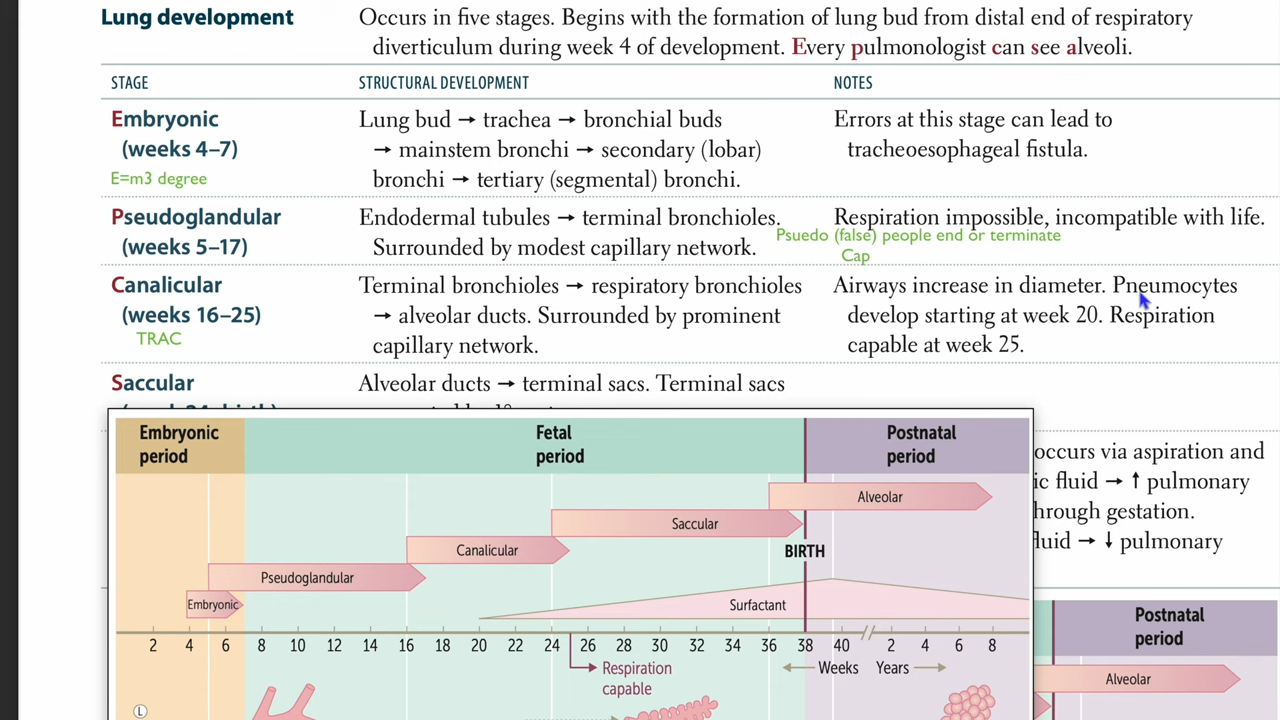 Lung development
Occurs in five stages. Begins with the formation of lung bud from distal end of respiratory
diverticulum during week 4 of development. Every pulmonologist can see alveoli.
STAGE
STRUCTURAL DEVELOPMENT
NOTES
Embryonic
(weeks 4–7)
E=m3 degree
Lung bud → trachea → bronchial buds
→ mainstem bronchi → secondary (lobar)
bronchi → tertiary (segmental) bronchi.
Errors at this stage can lead to
tracheoesophageal fistula.
Pseudoglandular
(weeks 5–17)
Endodermal tubules → terminal bronchioles.
Surrounded by modest capillary network.
Respiration impossible, incompatible with life.
Psuedo (false) people end or terminate
Cap
Canalicular
(weeks 16–25)
TRAC
Terminal bronchioles → respiratory bronchioles
→ alveolar ducts. Surrounded by prominent
capillary network.
Airways increase in diameter. Pneumocytes
develop starting at week 20. Respiration
capable at week 25.
Saccular
Alveolar ducts → terminal sacs. Terminal sacs
occurs via aspiration and
ic fluid → ↑ pulmonary
hrough gestation.
fluid → ↓ pulmonary
Embryonic
period
Fetal
period
Postnatal
period
Alveolar
Saccular
Canalicular
BIRTH
Pseudoglandular
Embryonic
Surfactant
2 4 6 8 10 12 14 16 18 20 22 24 26 28 30 32 34 36 38 40 2 4 6 8
Respiration
capable
Weeks Years
L
Postnatal
period
Alveolar